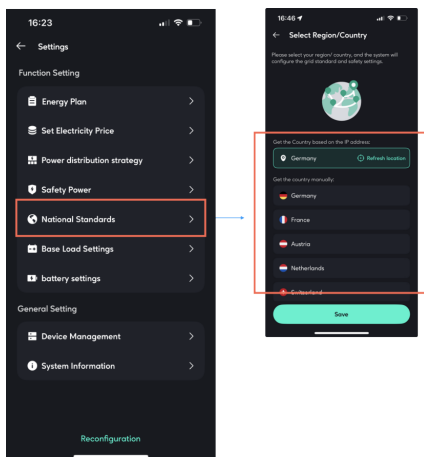 16:23
Settings
Function Setting
Energy Plan
Set Electricity Price
Power distribution strategy
Safety Power
National Standards
Base Load Settings
battery settings
General Setting
Device Management
System Information
Reconfiguration
16:46
Select Region/Country
Please select your region/ country, and the system will
configure the grid standard and safety settings.
Get the Country based on the IP address:
Germany
Refresh location
Get the country manually:
Germany
France
Austria
Netherlands
Switzerland
Save